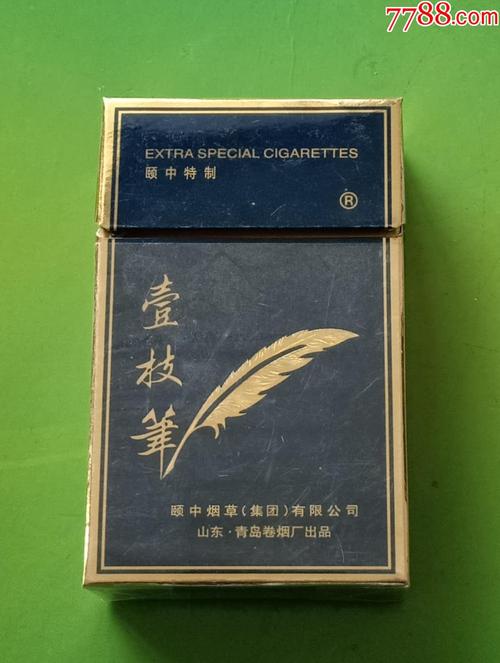 7788.com
EXTRA SPECIAL CIGARETTES
颐中特制
®
壹枝筆
颐中烟草(集团)有限公司
山东·青岛卷烟厂出品